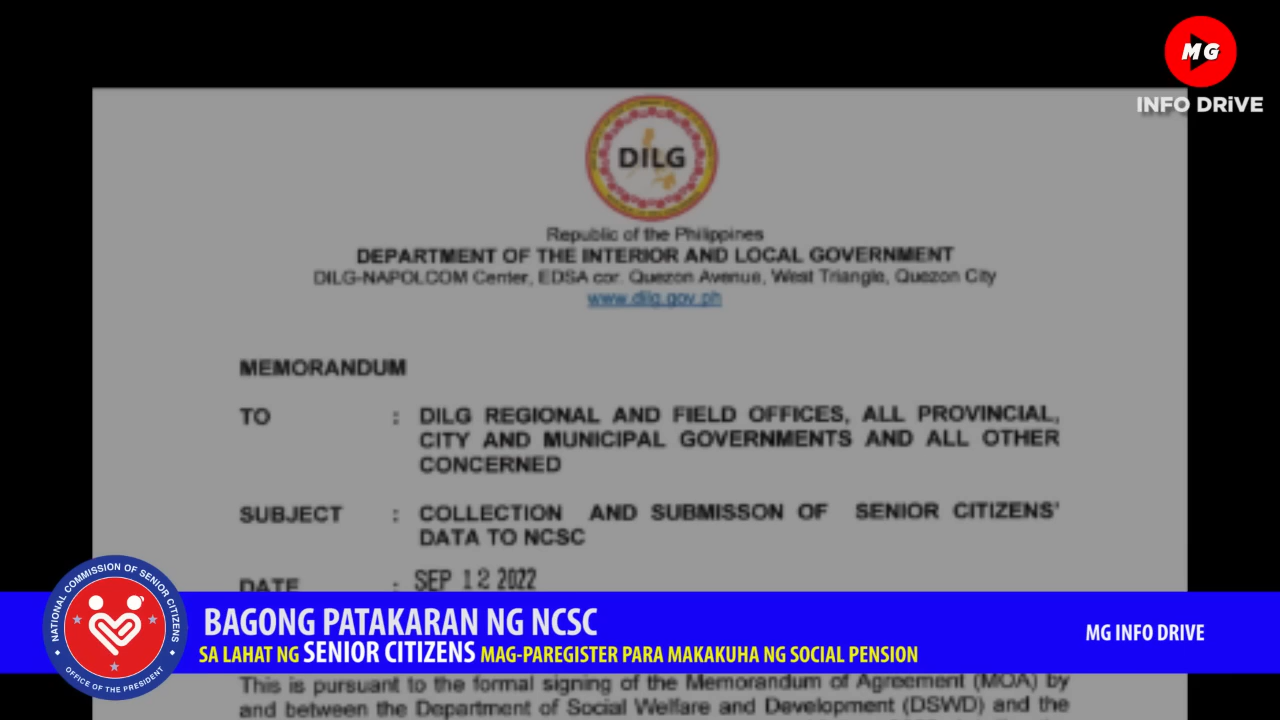 MG
INFO DRiVE
DILG
Republic of the Philippines
DEPARTMENT OF THE INTERIOR AND LOCAL GOVERNMENT
DILG-NAPOLCOM Center, EDSA cor. Quezon Avenue, West Triangle, Quezon City
www.dilg.gov.ph
MEMORANDUM
TO : DILG REGIONAL AND FIELD OFFICES, ALL PROVINCIAL,
CITY AND MUNICIPAL GOVERNMENTS AND ALL OTHER
CONCERNED
SUBJECT : COLLECTION AND SUBMISSON OF SENIOR CITIZENS'
DATA TO NCSC
DATE : SEP 12 2022
NATIONAL COMMISSION OF SENIOR CITIZENS
OFFICE OF THE PRESIDENT
BAGONG PATAKARAN NG NCSC
SA LAHAT NG SENIOR CITIZENS MAG-PAREGISTER PARA MAKAKUHA NG SOCIAL PENSION
MG INFO DRIVE
This is pursuant to the formal signing of the Memorandum of Agreement (MOA) by
and between the Department of Social Welfare and Development (DSWD) and the